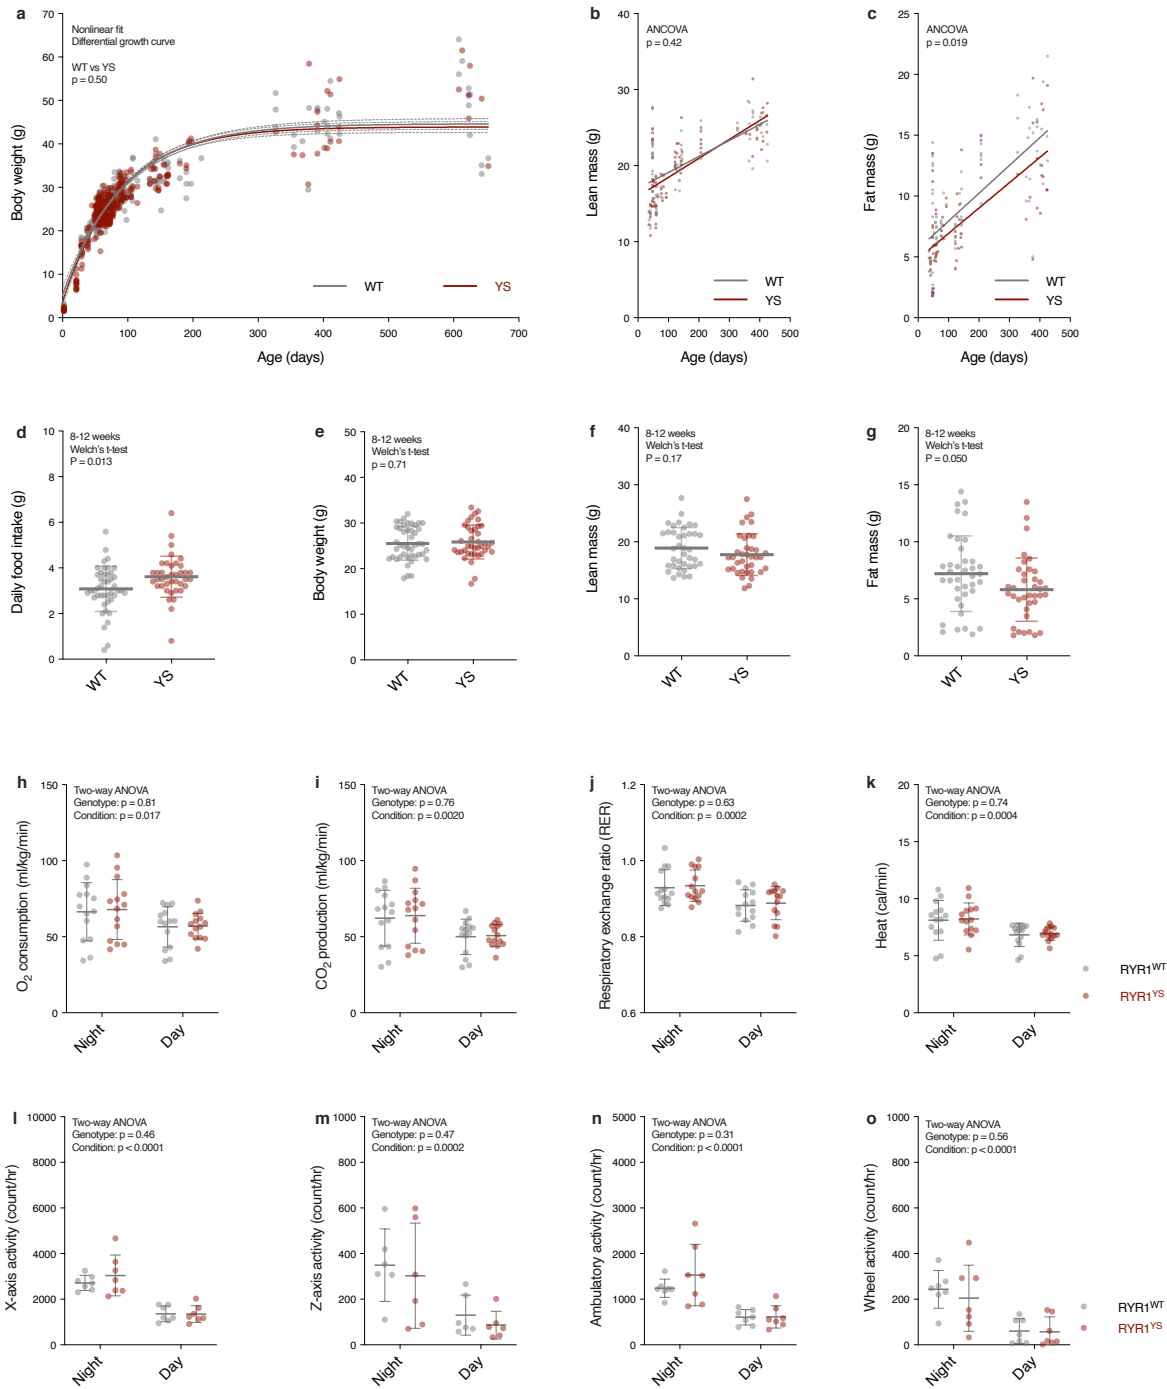 a
70
60
50
40
30
20
10
0
Body weight (g)
Nonlinear fit
Differential growth curve
WT vs YS
p = 0.50
WT
YS
0 100 200 300 400 500 600 700
Age (days)
b
40
30
20
10
0
Lean mass (g)
ANCOVA
p = 0.42
WT
YS
0 100 200 300 400 500
Age (days)
c
25
20
15
10
5
0
Fat mass (g)
ANCOVA
p = 0.019
WT
YS
0 100 200 300 400 500
Age (days)
d
10
8
6
4
2
0
Daily food intake (g)
8-12 weeks
Welch's t-test
P = 0.013
WT YS
e
50
40
30
20
10
0
Body weight (g)
8-12 weeks
Welch's t-test
p = 0.71
WT YS
f
40
30
20
10
0
Lean mass (g)
8-12 weeks
Welch's t-test
P = 0.17
WT YS
g
20
15
10
5
0
Fat mass (g)
8-12 weeks
Welch's t-test
P = 0.050
WT YS
h
150
100
50
0
O2 consumption (ml/kg/min)
Two-way ANOVA
Genotype: p = 0.81
Condition: p = 0.017
Night Day
i
150
100
50
0
CO2 production (ml/kg/min)
Two-way ANOVA
Genotype: p = 0.76
Condition: p = 0.0020
Night Day
j
1.2
1.0
0.8
0.6
Respiratory exchange ratio (RER)
Two-way ANOVA
Genotype: p = 0.63
Condition: p = 0.0002
Night Day
k
20
15
10
5
0
Heat (cal/min)
Two-way ANOVA
Genotype: p = 0.74
Condition: p = 0.0004
Night Day
RYR1WT
RYR1YS
l
10000
8000
6000
4000
2000
0
X-axis activity (count/hr)
Two-way ANOVA
Genotype: p = 0.46
Condition: p < 0.0001
Night Day
m
1000
800
600
400
200
0
Z-axis activity (count/hr)
Two-way ANOVA
Genotype: p = 0.47
Condition: p = 0.0002
Night Day
n
5000
4000
3000
2000
1000
0
Ambulatory activity (count/hr)
Two-way ANOVA
Genotype: p = 0.31
Condition: p < 0.0001
Night Day
o
1000
800
600
400
200
0
Wheel activity (count/hr)
Two-way ANOVA
Genotype: p = 0.56
Condition: p < 0.0001
Night Day
RYR1WT
RYR1YS